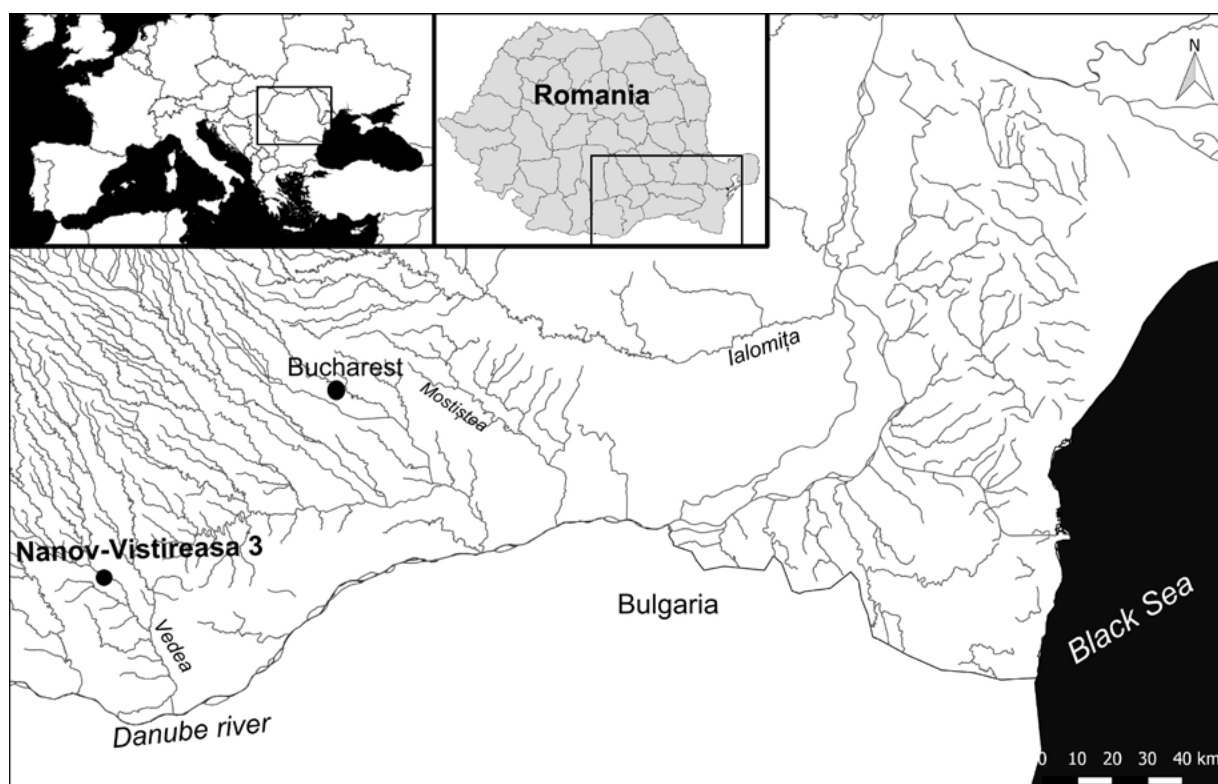 Romania
N
Ialomița
Bucharest
Mostiștea
Nanov-Vistireasa 3
Bulgaria
Vedea
Black Sea
Danube river
0 10 20 30 40 km